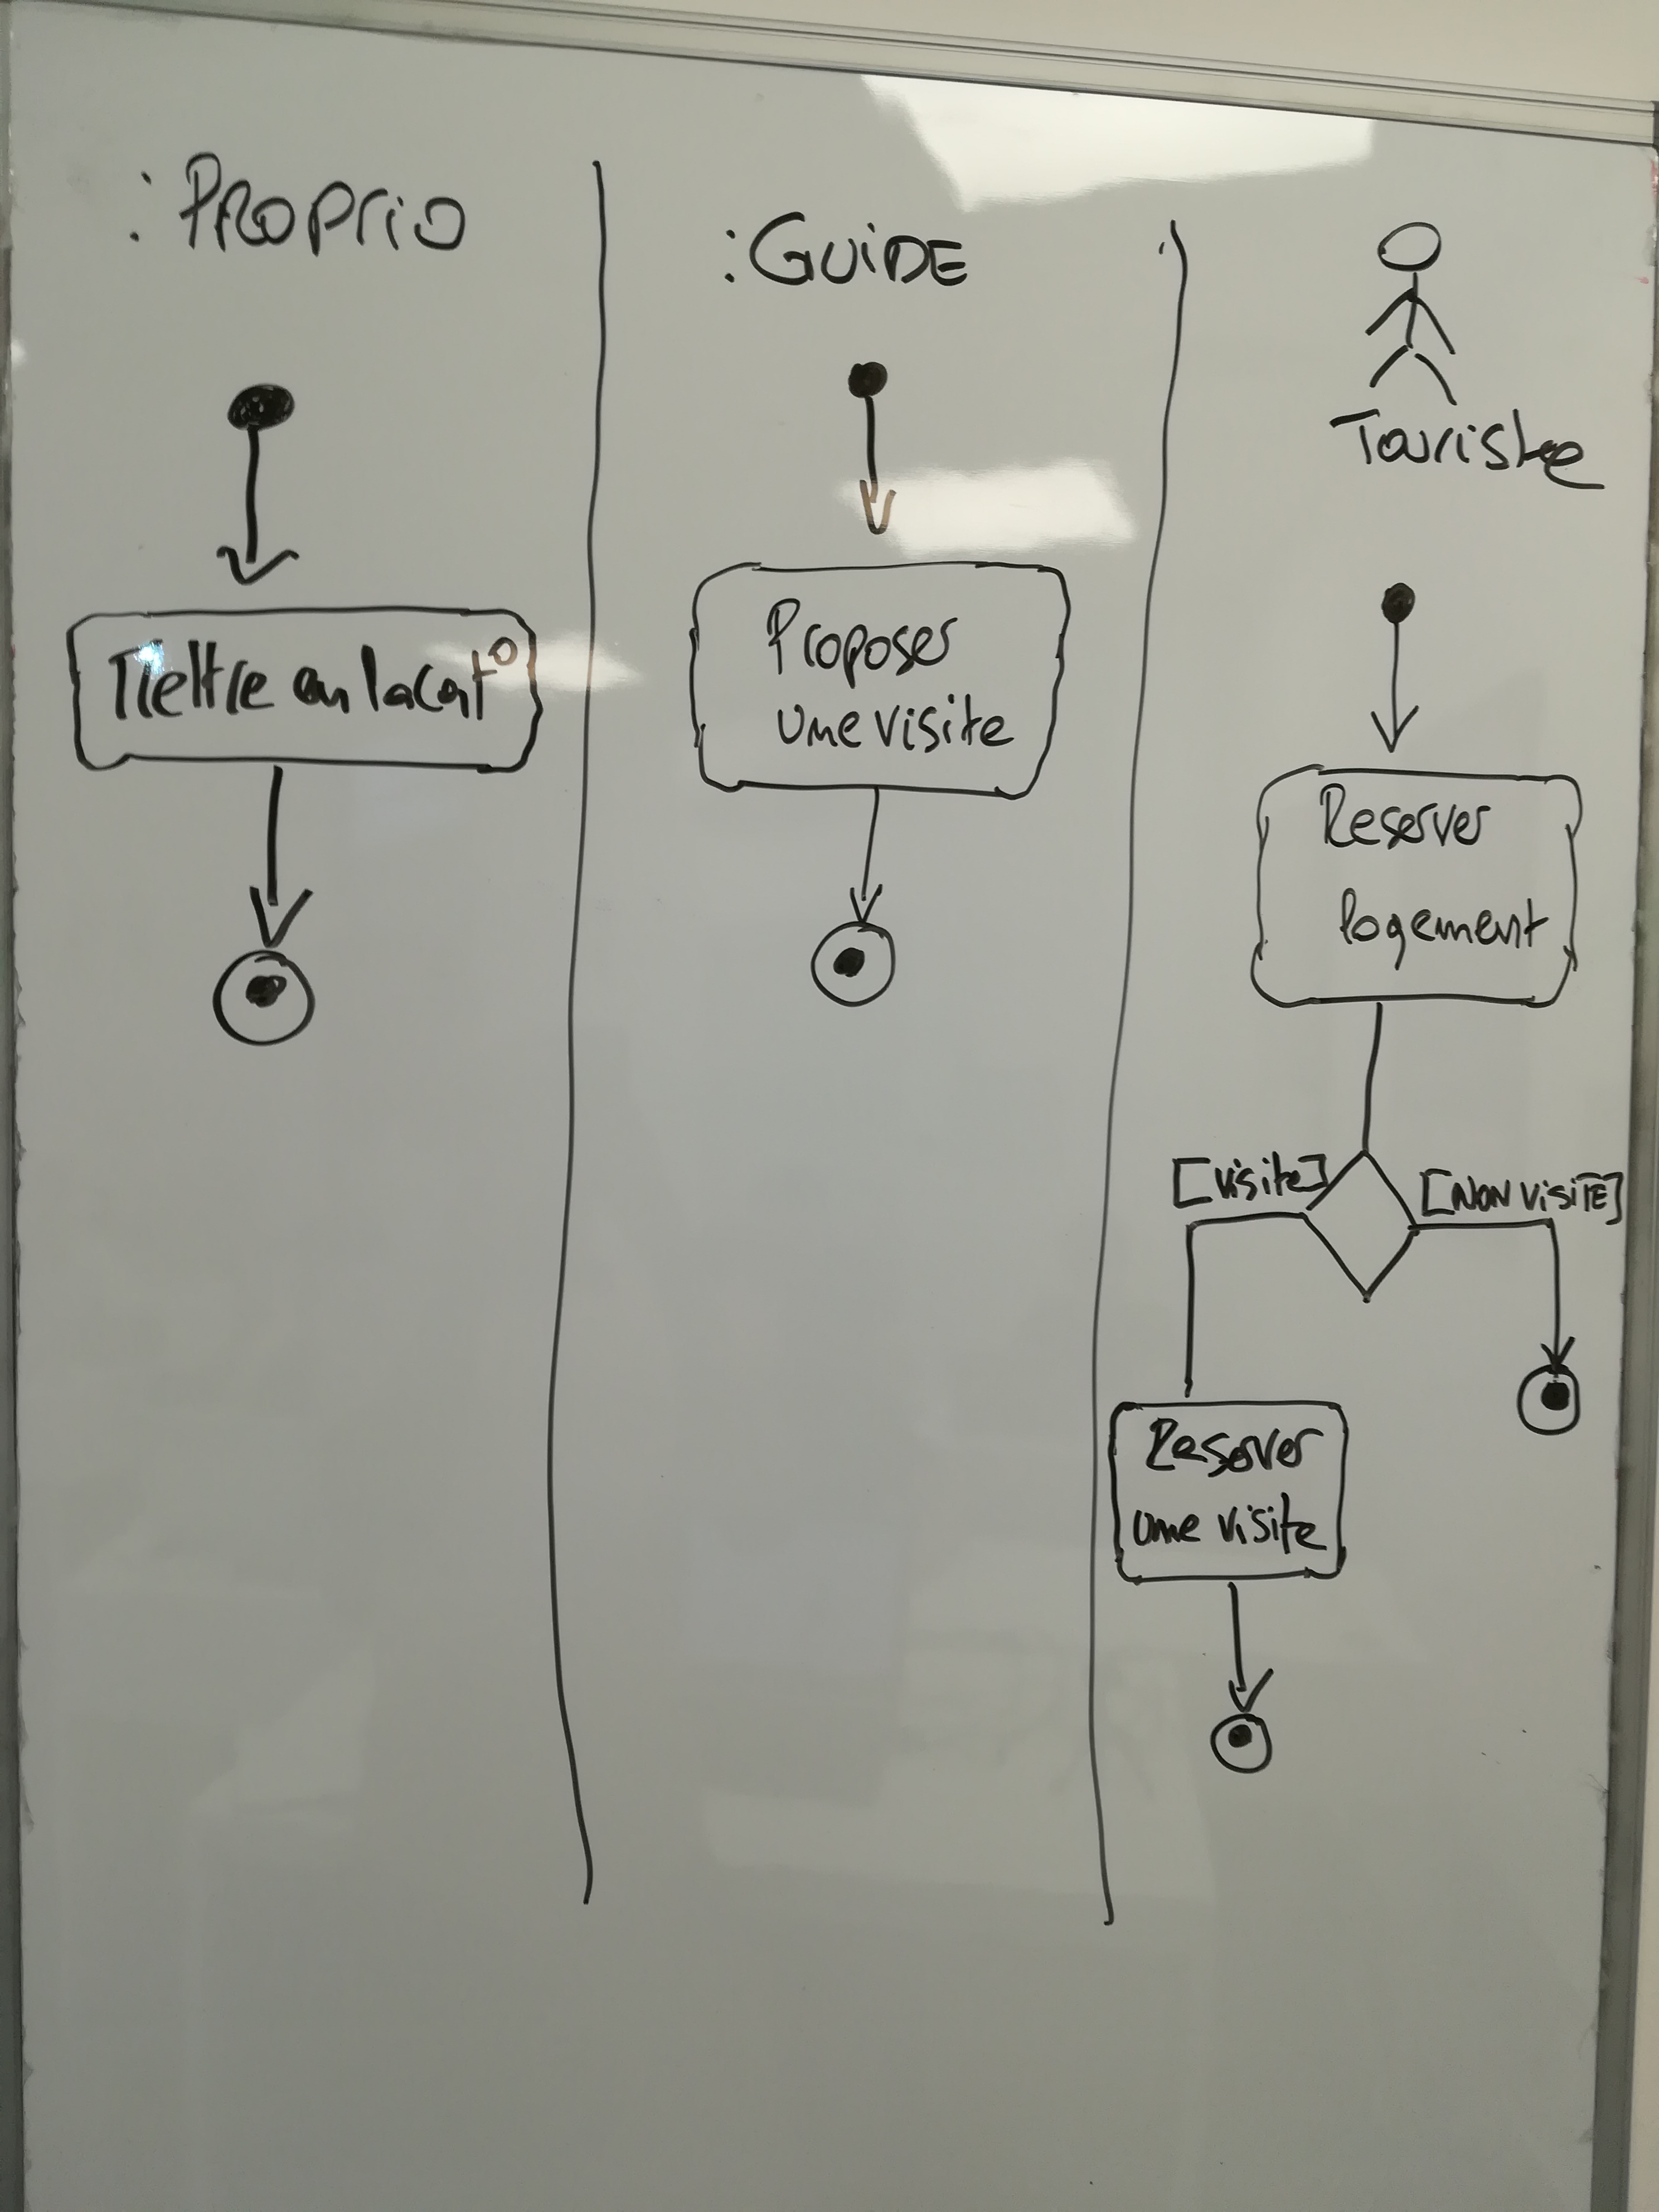 :PROPRIO
:GUIDE
Touriste
Mettre en locat°
Proposer
une visite
Reserver
logement
[visite]
[NON VISITE]
Reserver
une visite